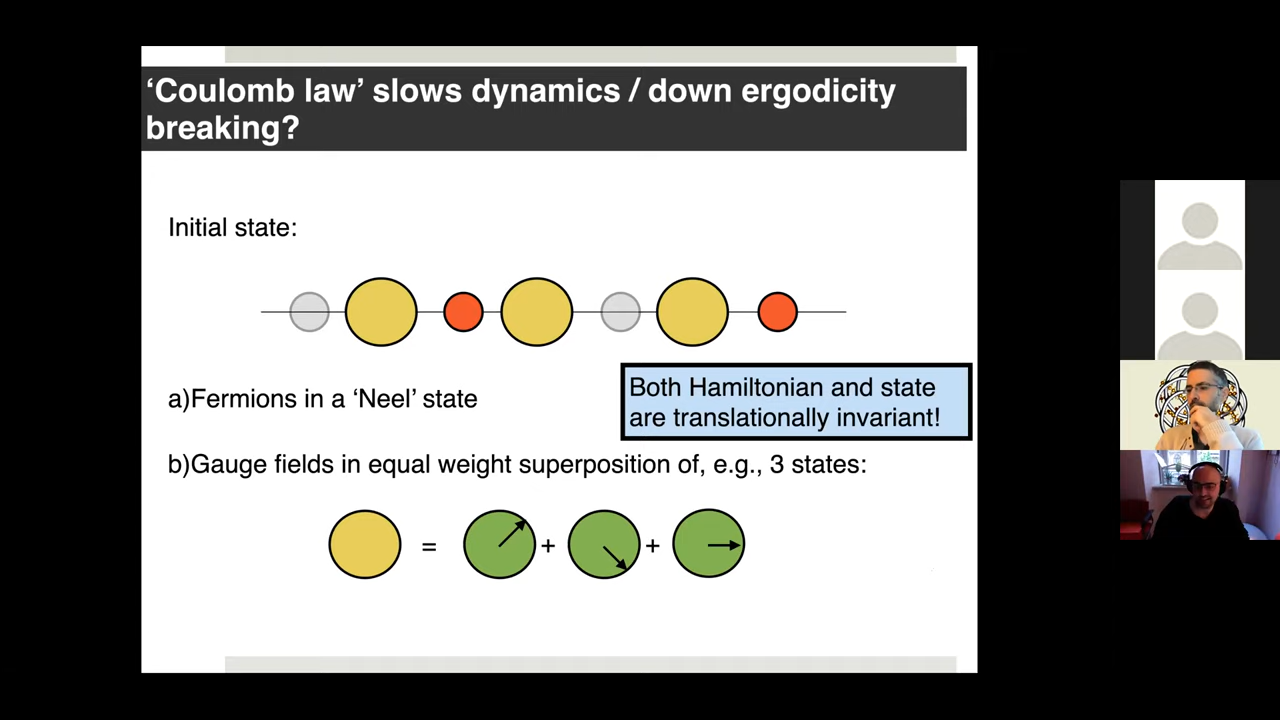 ‘Coulomb law’ slows dynamics / down ergodicity
breaking?
Initial state:
a)Fermions in a ‘Neel’ state
Both Hamiltonian and state
are translationally invariant!
b)Gauge fields in equal weight superposition of, e.g., 3 states:
= + +